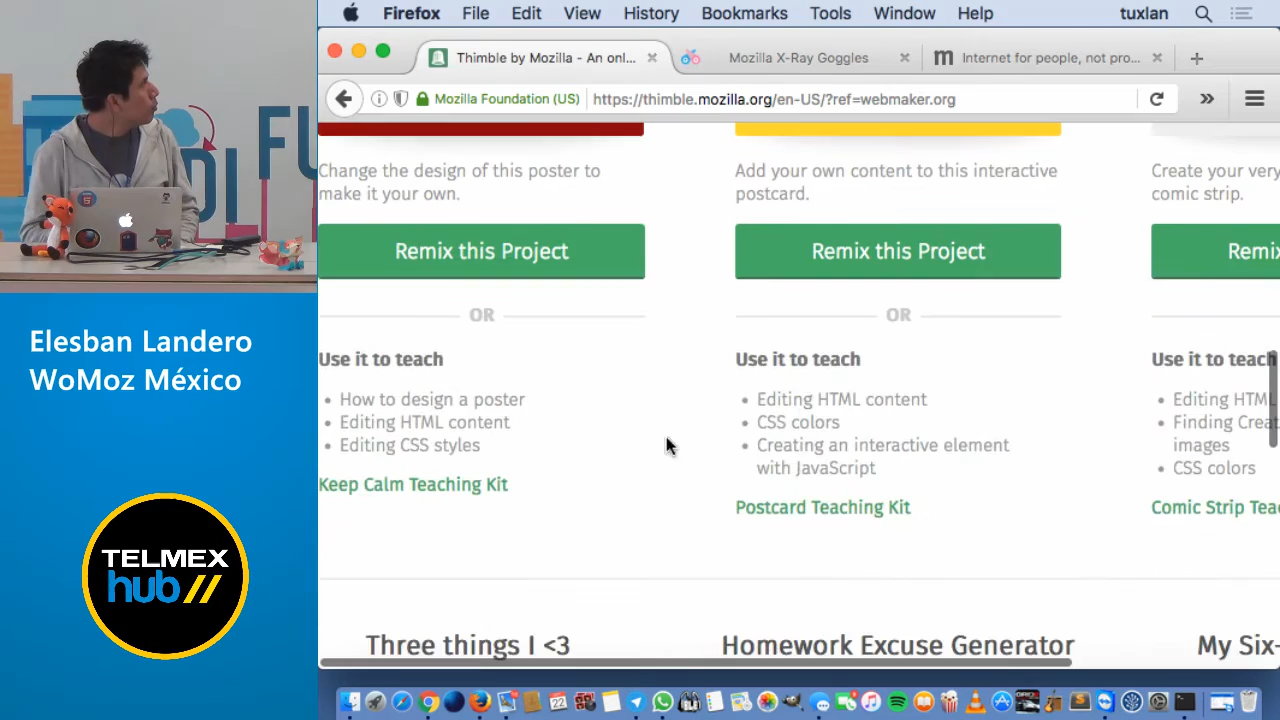 Firefox File Edit View History Bookmarks Tools Window Help tuxlan
Thimble by Mozilla - An onl... Mozilla X-Ray Goggles Internet for people, not pro...
Mozilla Foundation (US) https://thimble.mozilla.org/en-US/?ref=webmaker.org
Change the design of this poster to
make it your own.
Remix this Project
OR
Use it to teach
• How to design a poster
• Editing HTML content
• Editing CSS styles
Keep Calm Teaching Kit
Add your own content to this interactive
postcard.
Remix this Project
OR
Use it to teach
• Editing HTML content
• CSS colors
• Creating an interactive element
with JavaScript
Postcard Teaching Kit
Create your very
comic strip.
Remi
Use it to teach
• Editing HTML
• Finding Crea
images
• CSS colors
Comic Strip Tea
Three things I <3
Homework Excuse Generator
My Six-
Elesban Landero
WoMoz México
TELMEX
hub//